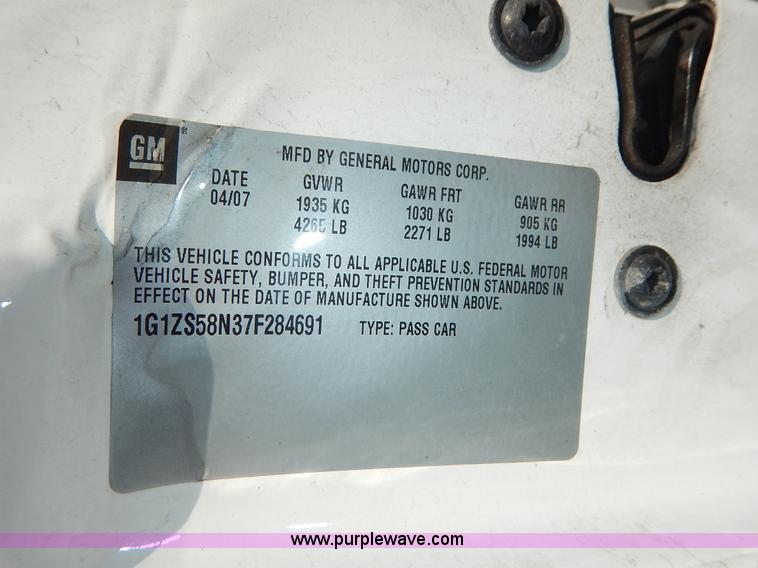 GM
MFD BY GENERAL MOTORS CORP.
DATE GVWR GAWR FRT GAWR RR
04/07 1935 KG 1030 KG 905 KG
4265 LB 2271 LB 1994 LB
THIS VEHICLE CONFORMS TO ALL APPLICABLE U.S. FEDERAL MOTOR
VEHICLE SAFETY, BUMPER, AND THEFT PREVENTION STANDARDS IN
EFFECT ON THE DATE OF MANUFACTURE SHOWN ABOVE.
1G1ZS58N37F284691 TYPE: PASS CAR
www.purplewave.com